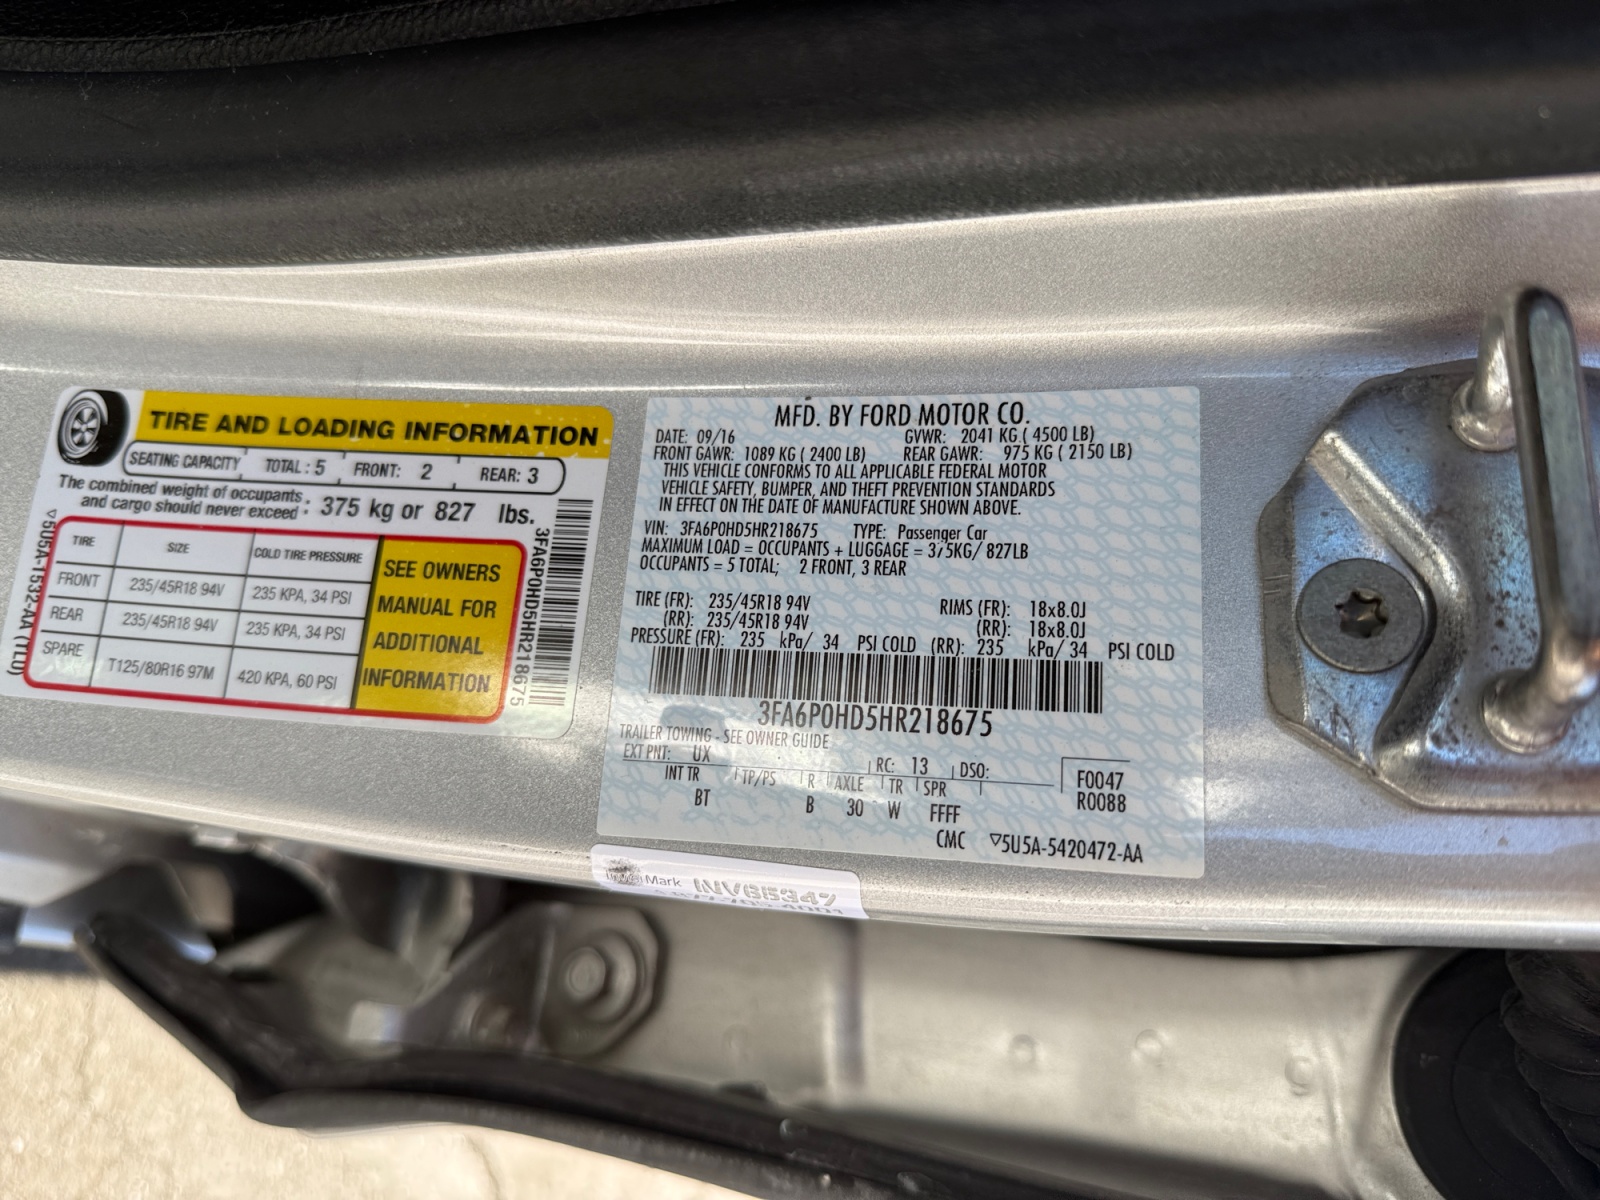 TIRE AND LOADING INFORMATION
SEATING CAPACITY TOTAL : 5 FRONT: 2 REAR: 3
The combined weight of occupants
and cargo should never exceed : 375 kg or 827 lbs.
TIRE SIZE COLD TIRE PRESSURE
FRONT 235/45R18 94V 235 KPA, 34 PSI
REAR 235/45R18 94V 235 KPA, 34 PSI
SPARE T125/80R16 97M 420 KPA, 60 PSI
SEE OWNERS
MANUAL FOR
ADDITIONAL
INFORMATION
▽5U5A-1532-AA (TL0)
3FA6P0HD5HR218675
MFD. BY FORD MOTOR CO.
DATE: 09/16 GVWR: 2041 KG ( 4500 LB)
FRONT GAWR: 1089 KG ( 2400 LB) REAR GAWR: 975 KG ( 2150 LB)
THIS VEHICLE CONFORMS TO ALL APPLICABLE FEDERAL MOTOR
VEHICLE SAFETY, BUMPER, AND THEFT PREVENTION STANDARDS
IN EFFECT ON THE DATE OF MANUFACTURE SHOWN ABOVE.
VIN: 3FA6P0HD5HR218675 TYPE: Passenger Car
MAXIMUM LOAD = OCCUPANTS + LUGGAGE = 375KG/ 827LB
OCCUPANTS = 5 TOTAL; 2 FRONT, 3 REAR
TIRE (FR): 235/45R18 94V RIMS (FR): 18x8.0J
(RR): 235/45R18 94V (RR): 18x8.0J
PRESSURE (FR): 235 kPa/ 34 PSI COLD (RR): 235 kPa/ 34 PSI COLD
3FA6P0HD5HR218675
TRAILER TOWING - SEE OWNER GUIDE
EXT PNT: UX RC: 13 DSO: F0047
INT TR TP/PS R AXLE TR SPR R0088
BT B 30 W FFFF
CMC ▽5U5A-5420472-AA
Mark INV65347